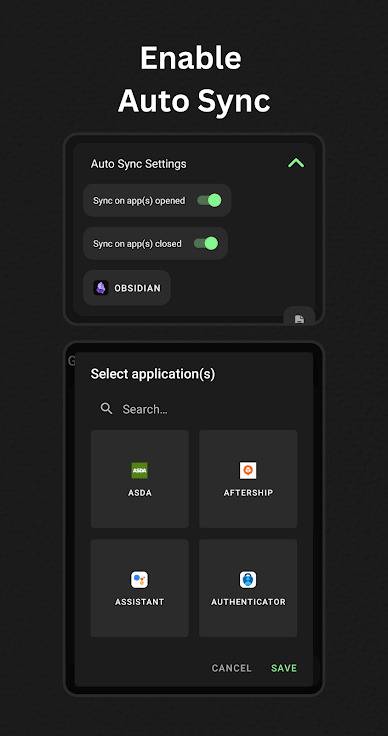 Enable
Auto Sync
Auto Sync Settings
Sync on app(s) opened
Sync on app(s) closed
OBSIDIAN
G
Select application(s)
Search...
ASDA
ASDA
AFTERSHIP
ASSISTANT
AUTHENTICATOR
CANCEL
SAVE